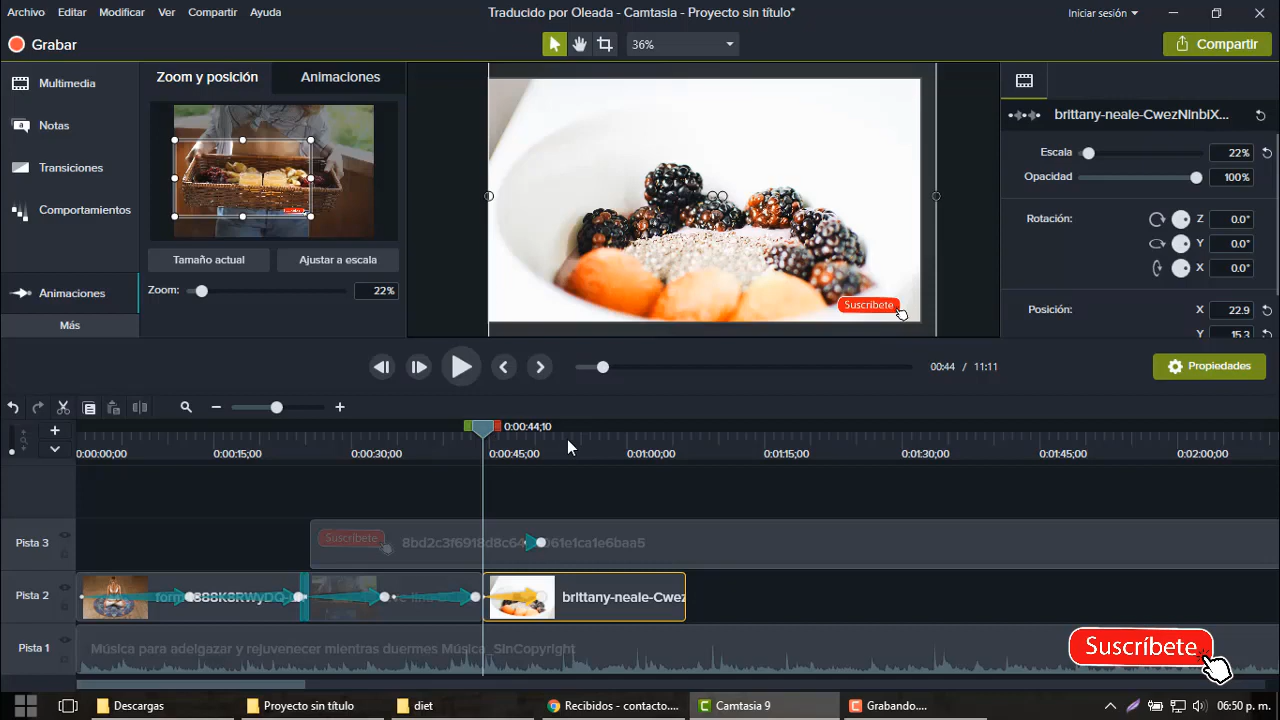 Archivo Editar Modificar Ver Compartir Ayuda
Traducido por Oleada - Camtasia - Proyecto sin título*
Iniciar sesión
Grabar
36%
Compartir
Multimedia
Notas
Transiciones
Comportamientos
Animaciones
Más
Zoom y posición
Animaciones
Tamaño actual
Ajustar a escala
Zoom:
22%
Suscríbete
brittany-neale-CwezNlnblX...
Escala
22%
Opacidad
100%
Rotación:
Z 0.0°
Y 0.0°
X 0.0°
Posición:
X 22.9
Y 15.3
00:44 / 11:11
Propiedades
0:00:44;10
0:00:00;00 0:00:15;00 0:00:30;00 0:00:45;00 0:01:00;00 0:01:15;00 0:01:30;00 0:01:45;00 0:02:00;00
Pista 3
Suscríbete
Pista 2
brittany-neale-Cwez
Pista 1
Música para adelgazar y rejuvenecer mientras duermes Música_SinCopyright
Suscríbete
Descargas
Proyecto sin título
diet
Recibidos - contacto....
Camtasia 9
Grabando....
06:50 p. m.